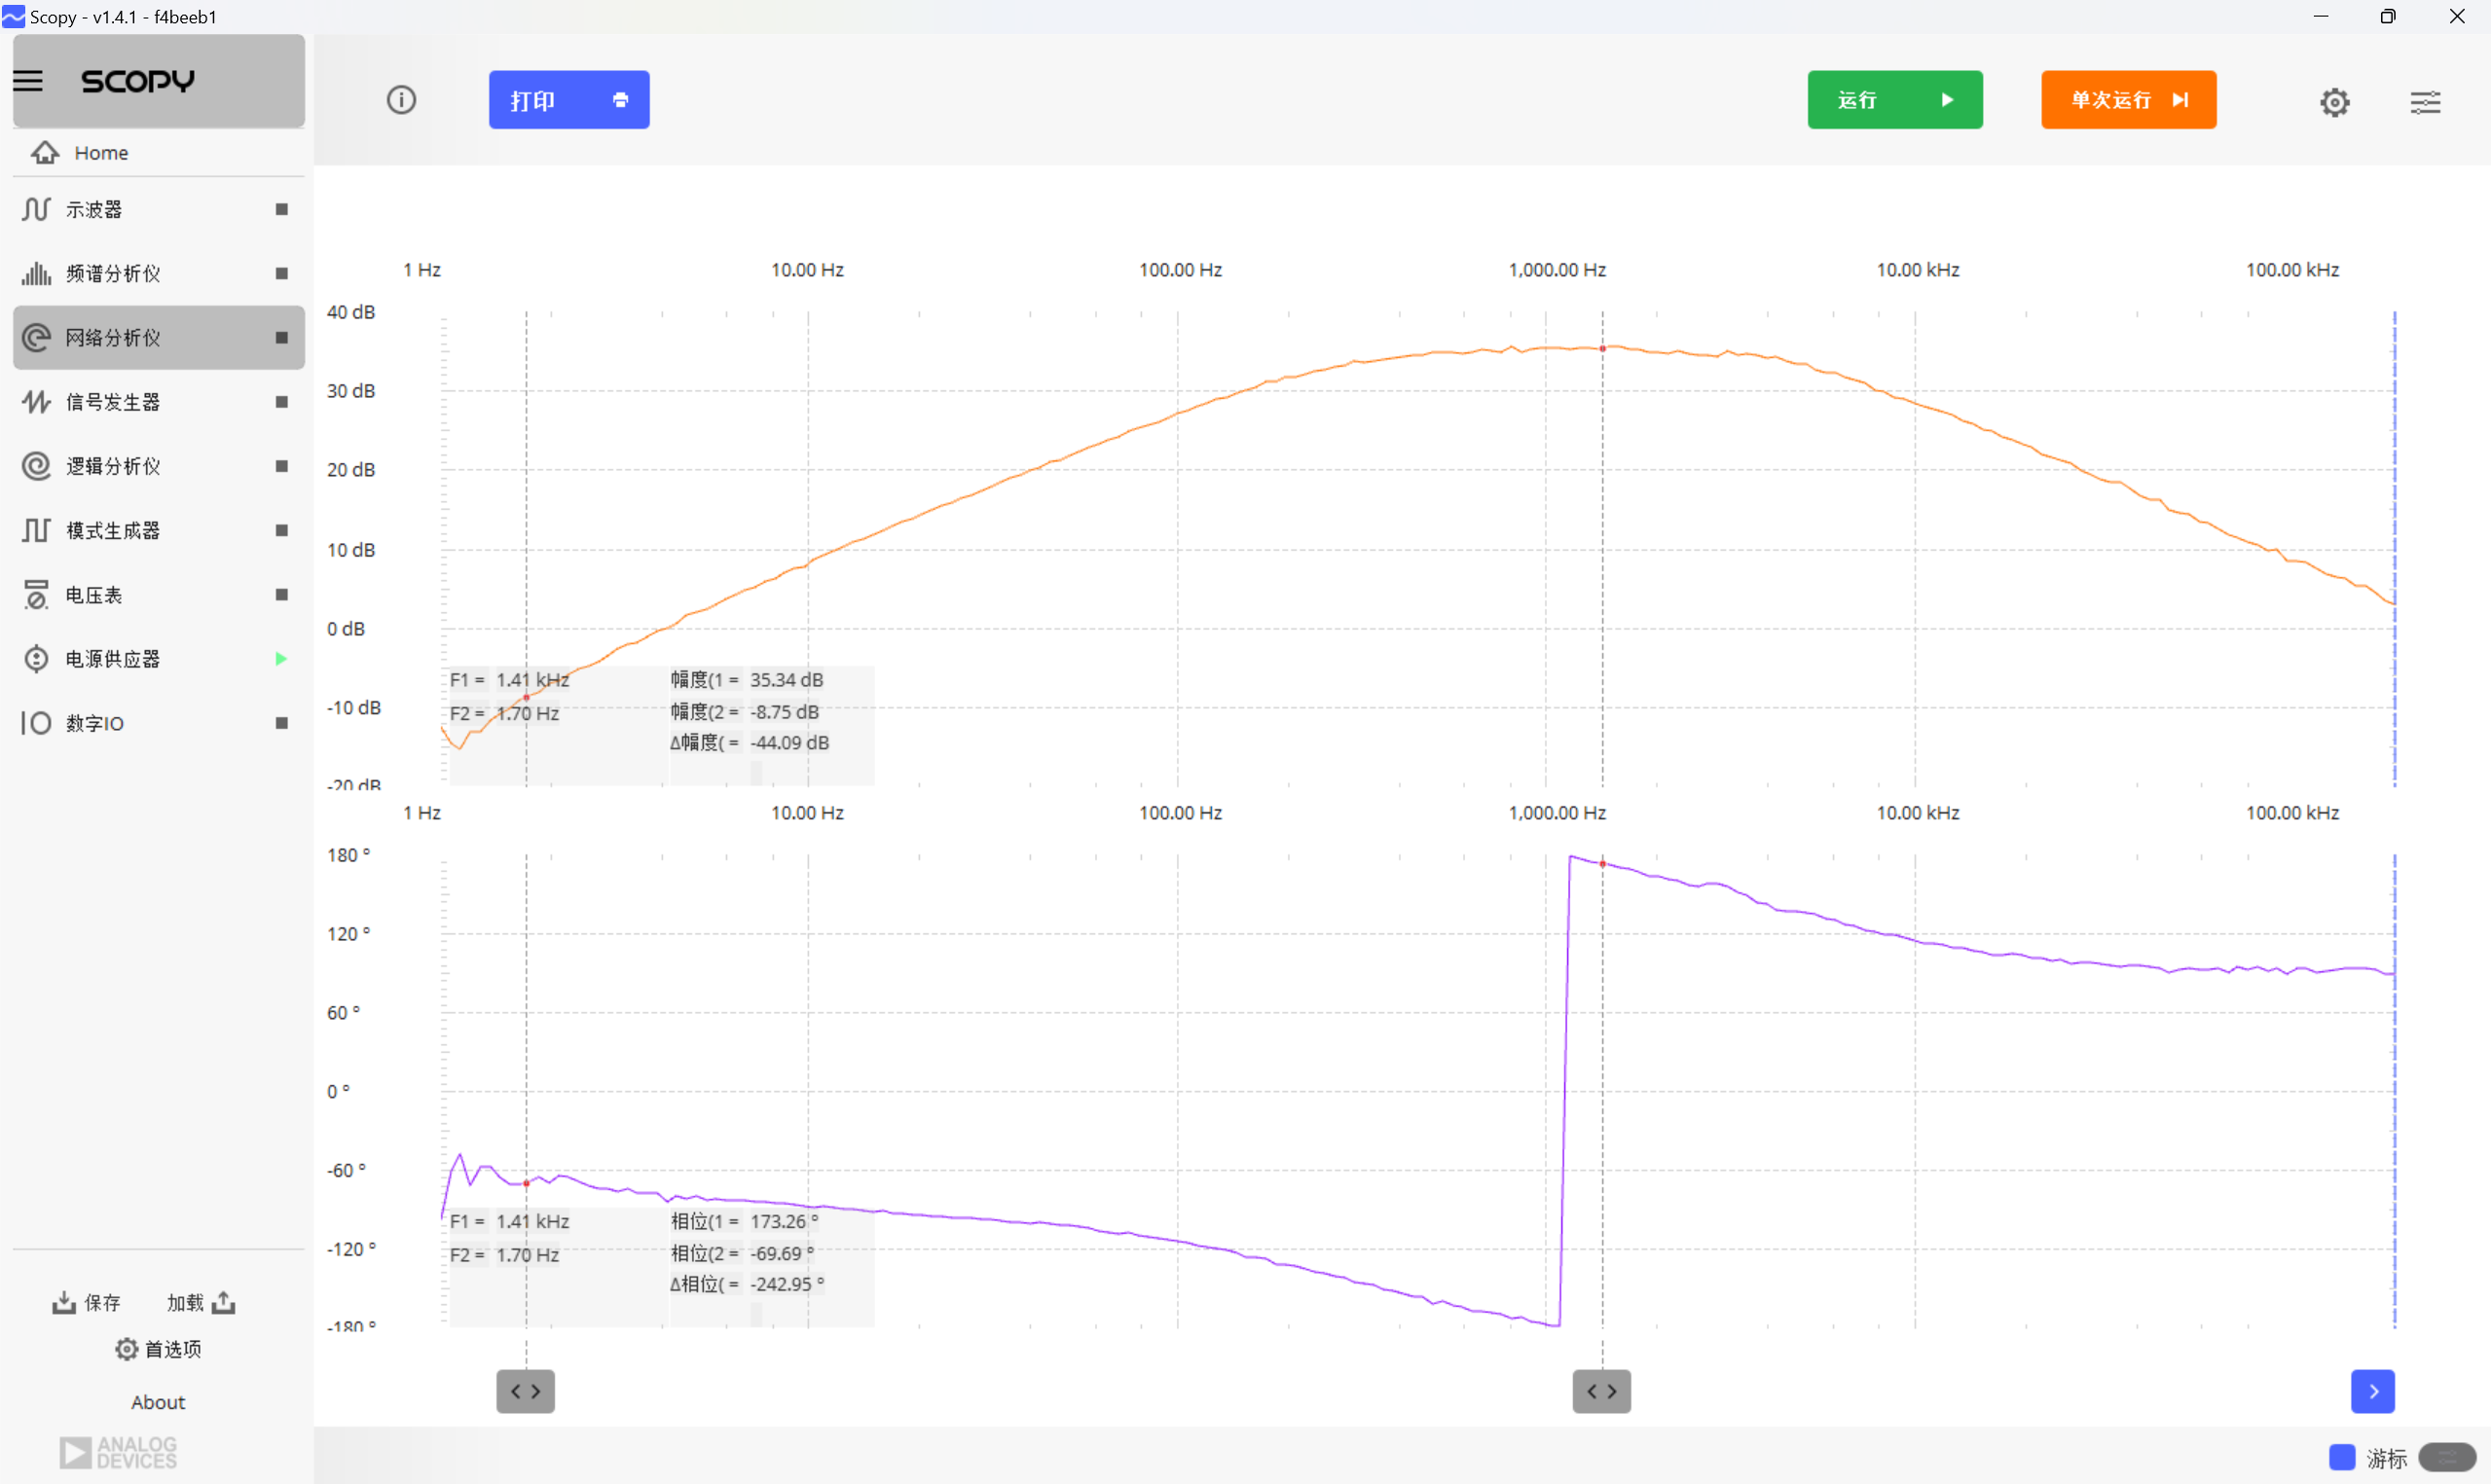 Scopy - v1.4.1 - f4beeb1
SCOPY
Home
示波器
频谱分析仪
网络分析仪
信号发生器
逻辑分析仪
模式生成器
电压表
电源供应器
数字IO
保存 加载
首选项
About
ANALOG
DEVICES
打印
运行
单次运行
1 Hz 10.00 Hz 100.00 Hz 1,000.00 Hz 10.00 kHz 100.00 kHz
40 dB
30 dB
20 dB
10 dB
0 dB
-10 dB
-20 dB
F1 = 1.41 kHz 幅度(1 = 35.34 dB
F2 = 1.70 Hz 幅度(2 = -8.75 dB
Δ幅度( = -44.09 dB
1 Hz 10.00 Hz 100.00 Hz 1,000.00 Hz 10.00 kHz 100.00 kHz
180 °
120 °
60 °
0 °
-60 °
-120 °
-180 °
F1 = 1.41 kHz 相位(1 = 173.26 °
F2 = 1.70 Hz 相位(2 = -69.69 °
Δ相位( = -242.95 °
游标